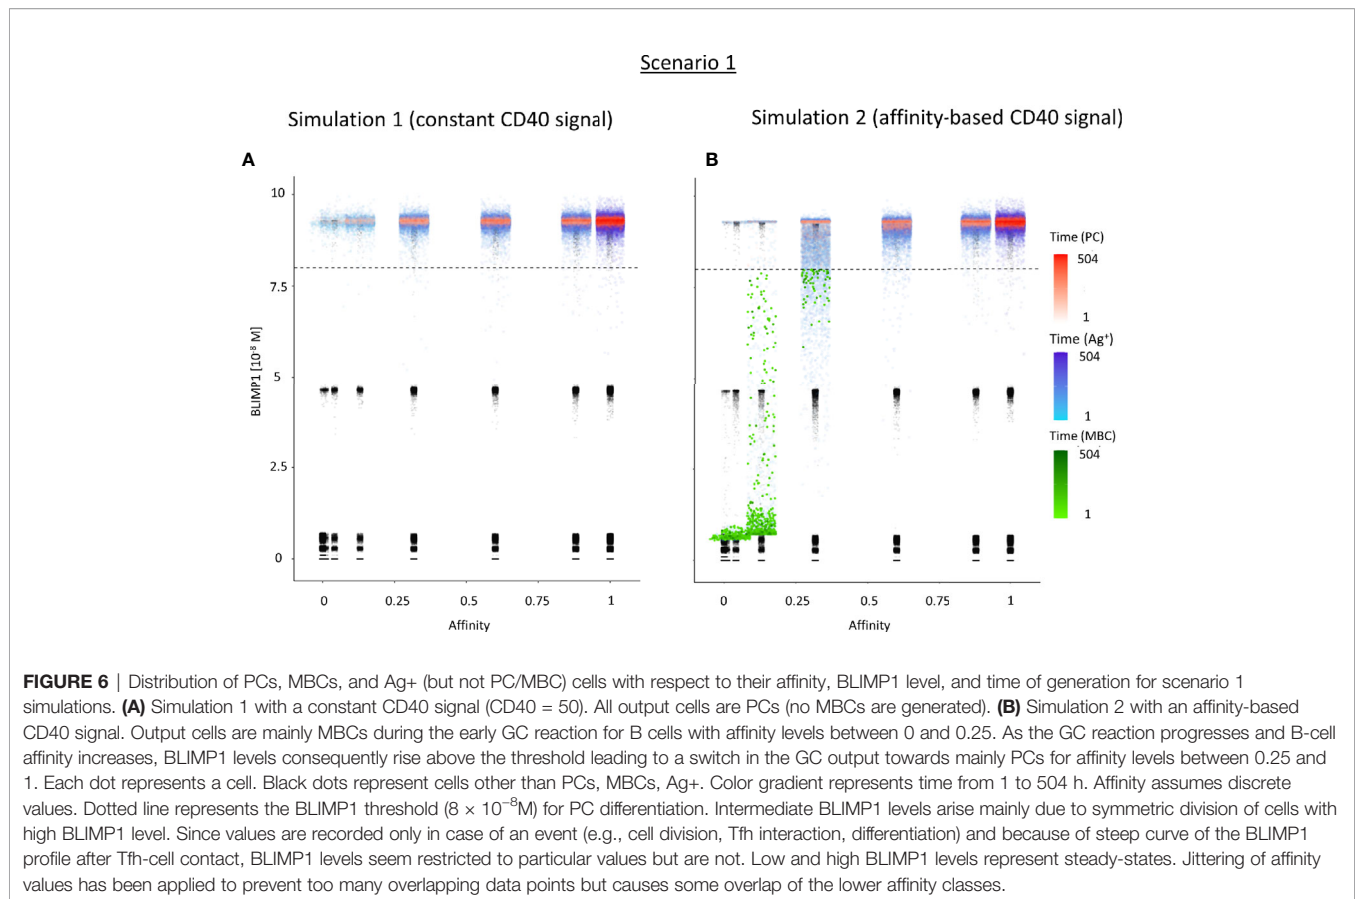 Scenario 1
Simulation 1 (constant CD40 signal)
Simulation 2 (affinity-based CD40 signal)
A
B
10
7.5
5
2.5
0
BLIMP1 [10⁻⁸ M]
0
0.25
0.5
0.75
1
Affinity
0
0.25
0.5
0.75
1
Affinity
Time (PC)
504
1
Time (Ag⁺)
504
1
Time (MBC)
504
1
FIGURE 6 | Distribution of PCs, MBCs, and Ag+ (but not PC/MBC) cells with respect to their affinity, BLIMP1 level, and time of generation for scenario 1
simulations. (A) Simulation 1 with a constant CD40 signal (CD40 = 50). All output cells are PCs (no MBCs are generated). (B) Simulation 2 with an affinity-based
CD40 signal. Output cells are mainly MBCs during the early GC reaction for B cells with affinity levels between 0 and 0.25. As the GC reaction progresses and B-cell
affinity increases, BLIMP1 levels consequently rise above the threshold leading to a switch in the GC output towards mainly PCs for affinity levels between 0.25 and
1. Each dot represents a cell. Black dots represent cells other than PCs, MBCs, Ag+. Color gradient represents time from 1 to 504 h. Affinity assumes discrete
values. Dotted line represents the BLIMP1 threshold (8 × 10⁻⁸M) for PC differentiation. Intermediate BLIMP1 levels arise mainly due to symmetric division of cells with
high BLIMP1 level. Since values are recorded only in case of an event (e.g., cell division, Tfh interaction, differentiation) and because of steep curve of the BLIMP1
profile after Tfh-cell contact, BLIMP1 levels seem restricted to particular values but are not. Low and high BLIMP1 levels represent steady-states. Jittering of affinity
values has been applied to prevent too many overlapping data points but causes some overlap of the lower affinity classes.